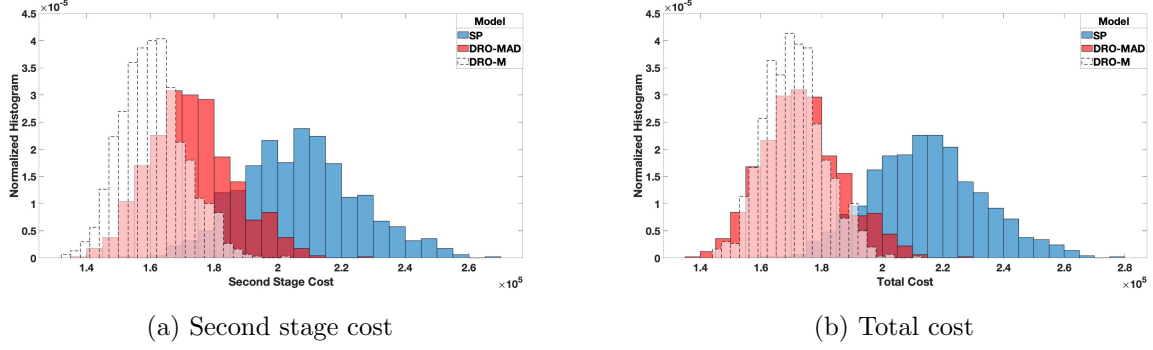 ×10⁻⁵
4.5
4
3.5
3
2.5
2
1.5
1
0.5
0
Normalized Histogram
1.4 1.6 1.8 2 2.2 2.4 2.6
Second Stage Cost
×10⁵
Model
SP
DRO-MAD
DRO-M
(a) Second stage cost
×10⁻⁵
4.5
4
3.5
3
2.5
2
1.5
1
0.5
0
Normalized Histogram
1.4 1.6 1.8 2 2.2 2.4 2.6 2.8
Total Cost
×10⁵
Model
SP
DRO-MAD
DRO-M
(b) Total cost